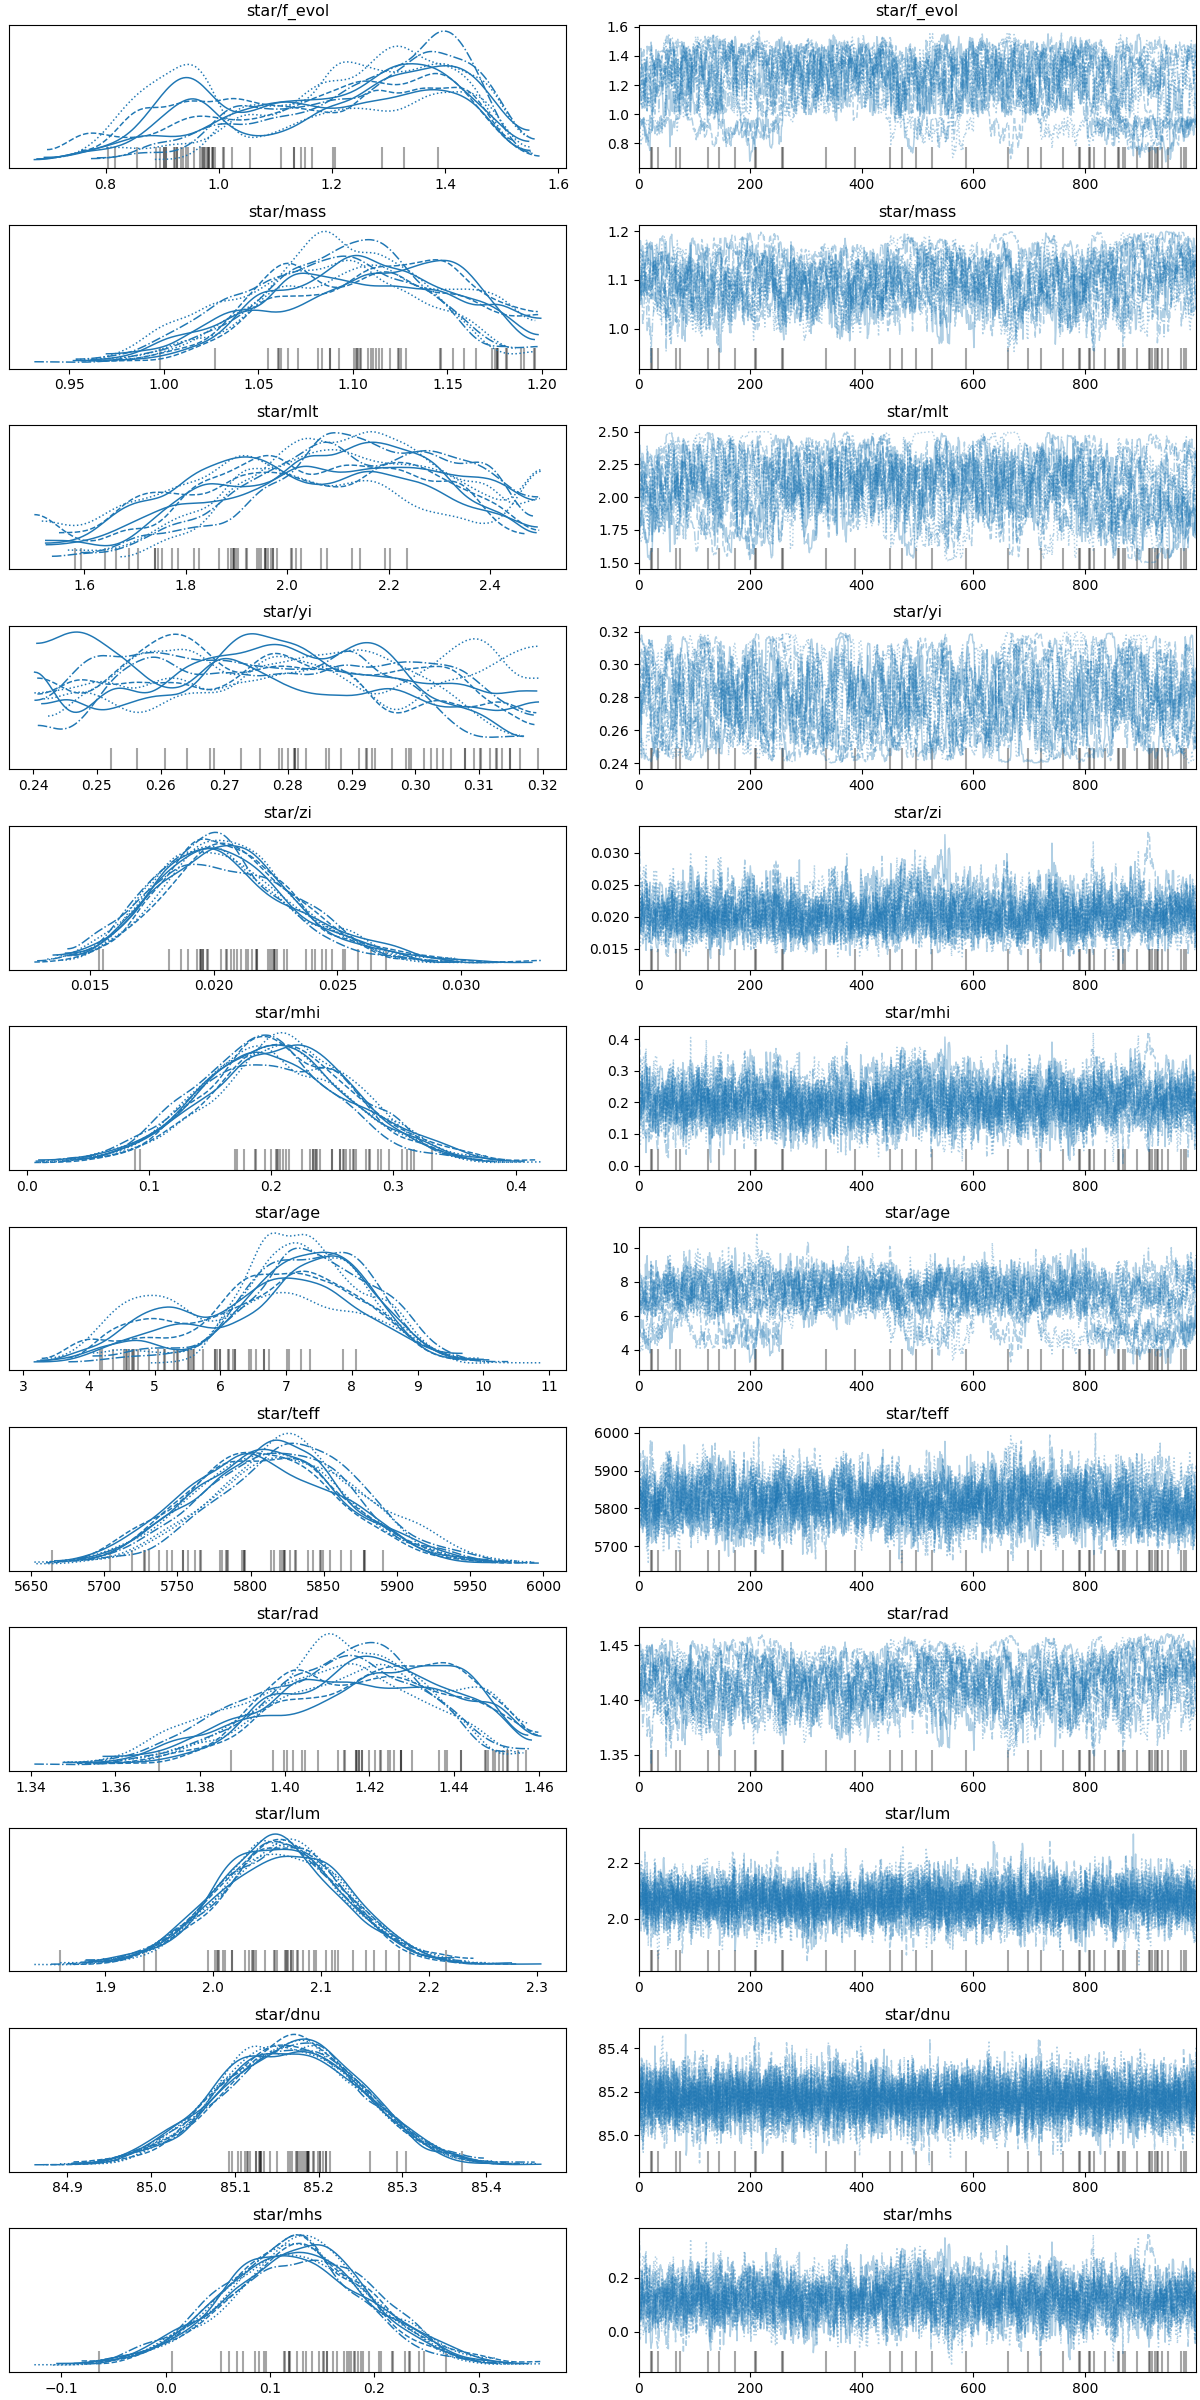 star/f_evol star/f_evol
1.6
1.4
1.2
1.0
0.8
0.8 1.0 1.2 1.4 1.6 0 200 400 600 800
star/mass star/mass
1.2
1.1
1.0
0.95 1.00 1.05 1.10 1.15 1.20 0 200 400 600 800
star/mlt star/mlt
2.50
2.25
2.00
1.75
1.50
1.6 1.8 2.0 2.2 2.4 0 200 400 600 800
star/yi star/yi
0.32
0.30
0.28
0.26
0.24
0.24 0.25 0.26 0.27 0.28 0.29 0.30 0.31 0.32 0 200 400 600 800
star/zi star/zi
0.030
0.025
0.020
0.015
0.015 0.020 0.025 0.030 0 200 400 600 800
star/mhi star/mhi
0.4
0.3
0.2
0.1
0.0
0.0 0.1 0.2 0.3 0.4 0 200 400 600 800
star/age star/age
10
8
6
4
3 4 5 6 7 8 9 10 11 0 200 400 600 800
star/teff star/teff
6000
5900
5800
5700
5650 5700 5750 5800 5850 5900 5950 6000 0 200 400 600 800
star/rad star/rad
1.45
1.40
1.35
1.34 1.36 1.38 1.40 1.42 1.44 1.46 0 200 400 600 800
star/lum star/lum
2.2
2.0
1.9 2.0 2.1 2.2 2.3 0 200 400 600 800
star/dnu star/dnu
85.4
85.2
85.0
84.9 85.0 85.1 85.2 85.3 85.4 0 200 400 600 800
star/mhs star/mhs
0.2
0.0
−0.1 0.0 0.1 0.2 0.3 0 200 400 600 800